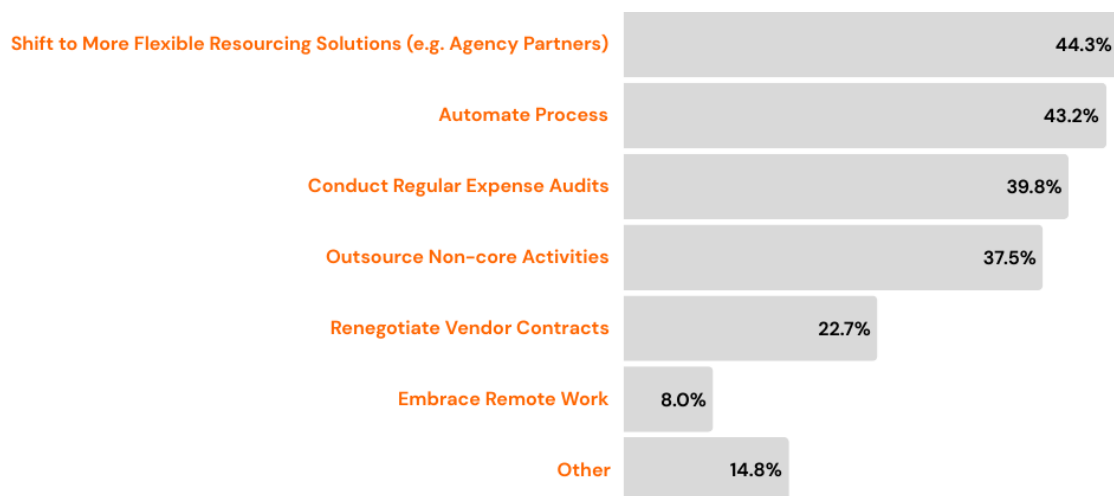 Shift to More Flexible Resourcing Solutions (e.g. Agency Partners) 44.3%
Automate Process 43.2%
Conduct Regular Expense Audits 39.8%
Outsource Non-core Activities 37.5%
Renegotiate Vendor Contracts 22.7%
Embrace Remote Work 8.0%
Other 14.8%